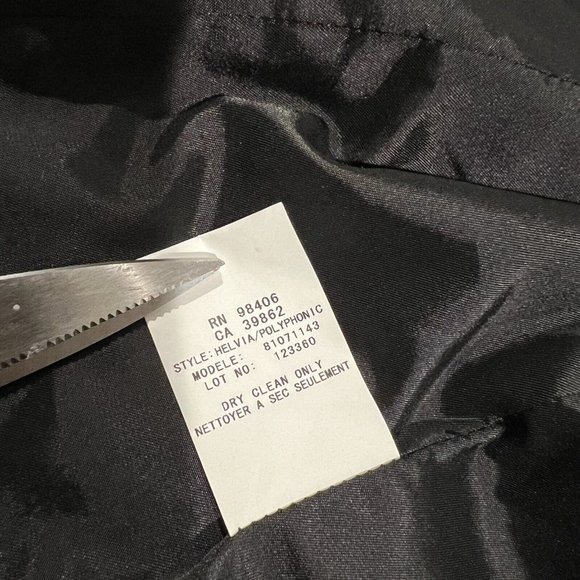 RN 98406
CA 39862
STYLE: HELVIA/POLYPHONIC
MODELE: 81071143
LOT NO: 123360
DRY CLEAN ONLY
NETTOYER A SEC SEULEMENT